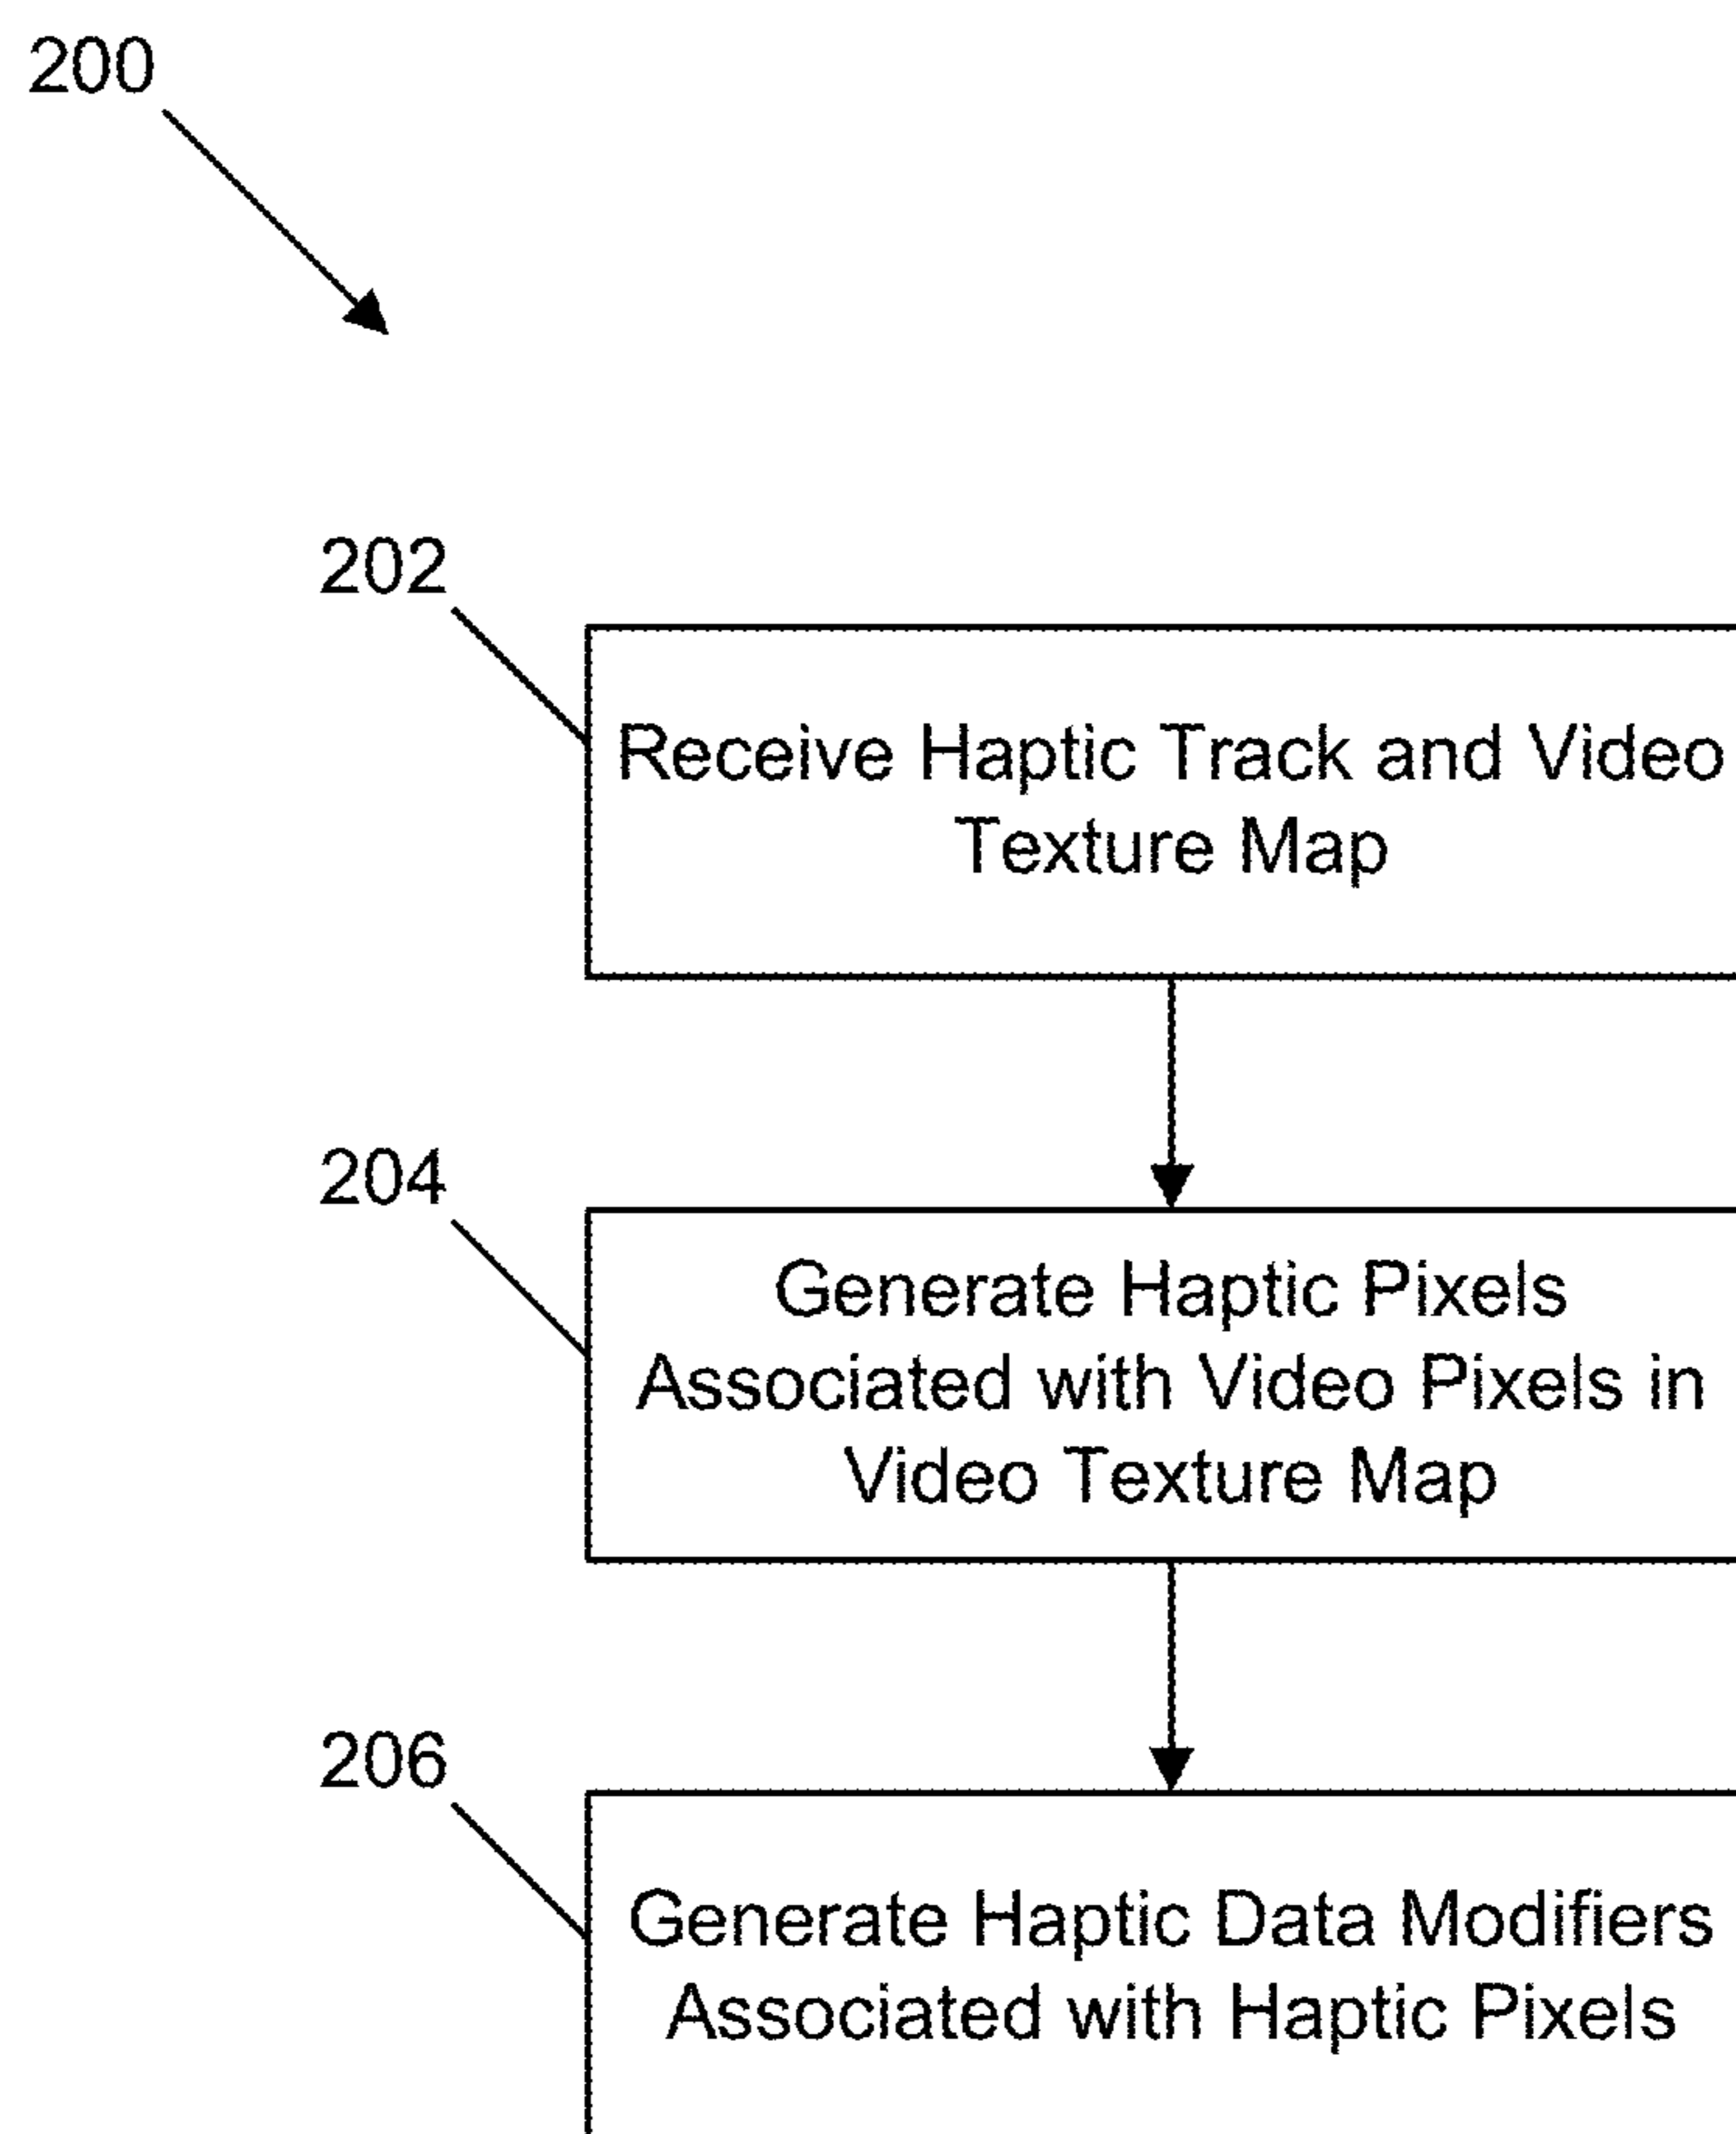 200
202
Receive Haptic Track and Video
Texture Map
204
Generate Haptic Pixels
Associated with Video Pixels in
Video Texture Map
206
Generate Haptic Data Modifiers
Associated with Haptic Pixels